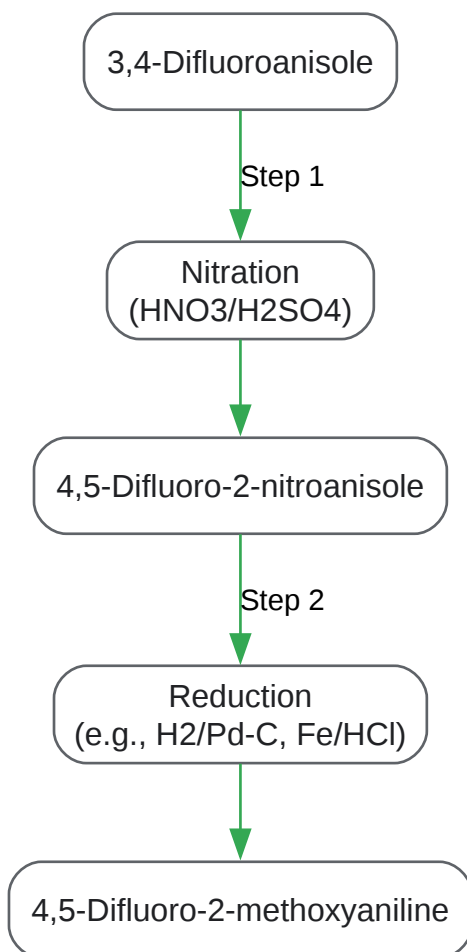 3,4-Difluoroanisole
Step 1
Nitration
(HNO3/H2SO4)
4,5-Difluoro-2-nitroanisole
Step 2
Reduction
(e.g., H2/Pd-C, Fe/HCl)
4,5-Difluoro-2-methoxyaniline